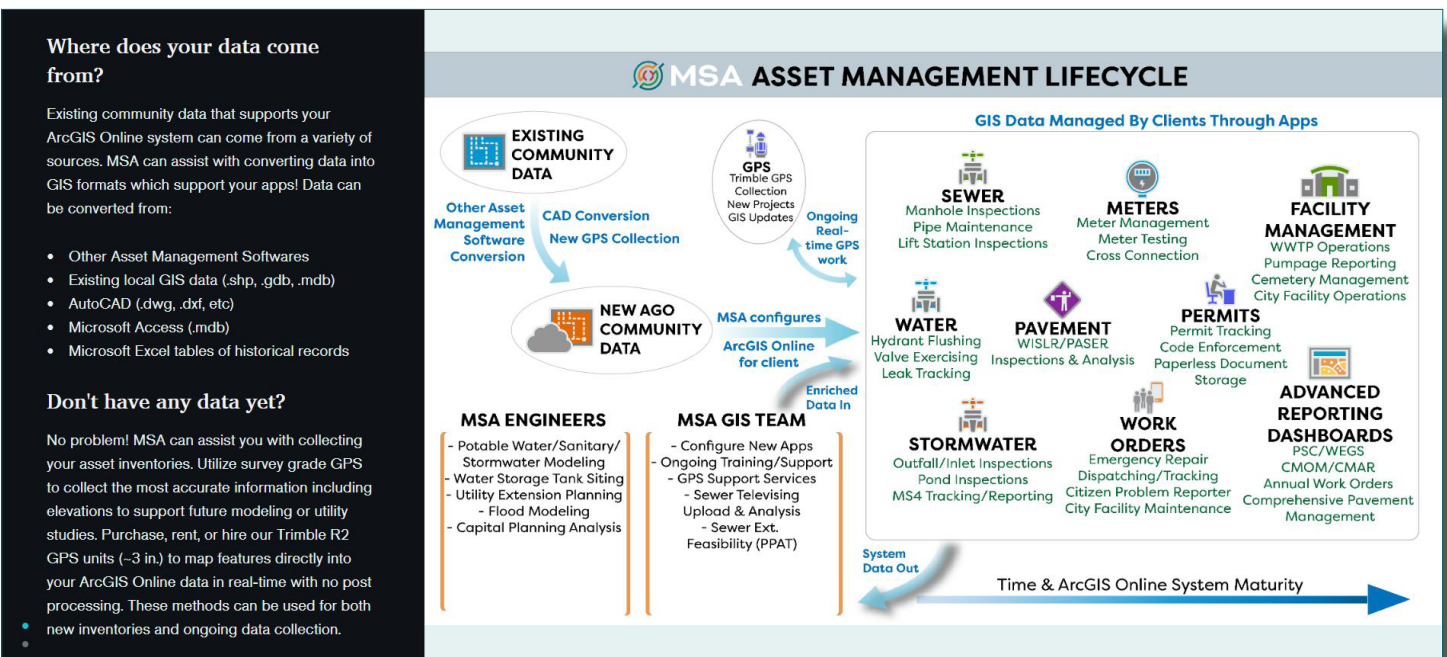 Where does your data come
from?
Existing community data that supports your
ArcGIS Online system can come from a variety of
sources. MSA can assist with converting data into
GIS formats which support your apps! Data can
be converted from:
• Other Asset Management Softwares
• Existing local GIS data (.shp, .gdb, .mdb)
• AutoCAD (.dwg, .dxf, etc)
• Microsoft Access (.mdb)
• Microsoft Excel tables of historical records
Don't have any data yet?
No problem! MSA can assist you with collecting
your asset inventories. Utilize survey grade GPS
to collect the most accurate information including
elevations to support future modeling or utility
studies. Purchase, rent, or hire our Trimble R2
GPS units (~3 in.) to map features directly into
your ArcGIS Online data in real-time with no post
processing. These methods can be used for both
new inventories and ongoing data collection.
MSA ASSET MANAGEMENT LIFECYCLE
EXISTING
COMMUNITY
DATA
Other Asset
Management
Software
Conversion
CAD Conversion
New GPS Collection
GPS
Trimble GPS
Collection
New Projects
GIS Updates
Ongoing
Real-
time GPS
work
NEW AGO
COMMUNITY
DATA
MSA configures
ArcGIS Online
for client
Enriched
Data In
MSA ENGINEERS
- Potable Water/Sanitary/
Stormwater Modeling
- Water Storage Tank Siting
- Utility Extension Planning
- Flood Modeling
- Capital Planning Analysis
MSA GIS TEAM
- Configure New Apps
- Ongoing Training/Support
- GPS Support Services
- Sewer Televising
Upload & Analysis
- Sewer Ext.
Feasibility (PPAT)
System
Data Out
GIS Data Managed By Clients Through Apps
SEWER
Manhole Inspections
Pipe Maintenance
Lift Station Inspections
METERS
Meter Management
Meter Testing
Cross Connection
FACILITY
MANAGEMENT
WWTP Operations
Pumpage Reporting
Cemetery Management
City Facility Operations
WATER
Hydrant Flushing
Valve Exercising
Leak Tracking
PAVEMENT
WISLR/PASER
Inspections & Analysis
PERMITS
Permit Tracking
Code Enforcement
Paperless Document
Storage
STORMWATER
Outfall/Inlet Inspections
Pond Inspections
MS4 Tracking/Reporting
WORK
ORDERS
Emergency Repair
Dispatching/Tracking
Citizen Problem Reporter
City Facility Maintenance
ADVANCED
REPORTING
DASHBOARDS
PSC/WEGS
CMOM/CMAR
Annual Work Orders
Comprehensive Pavement
Management
Time & ArcGIS Online System Maturity